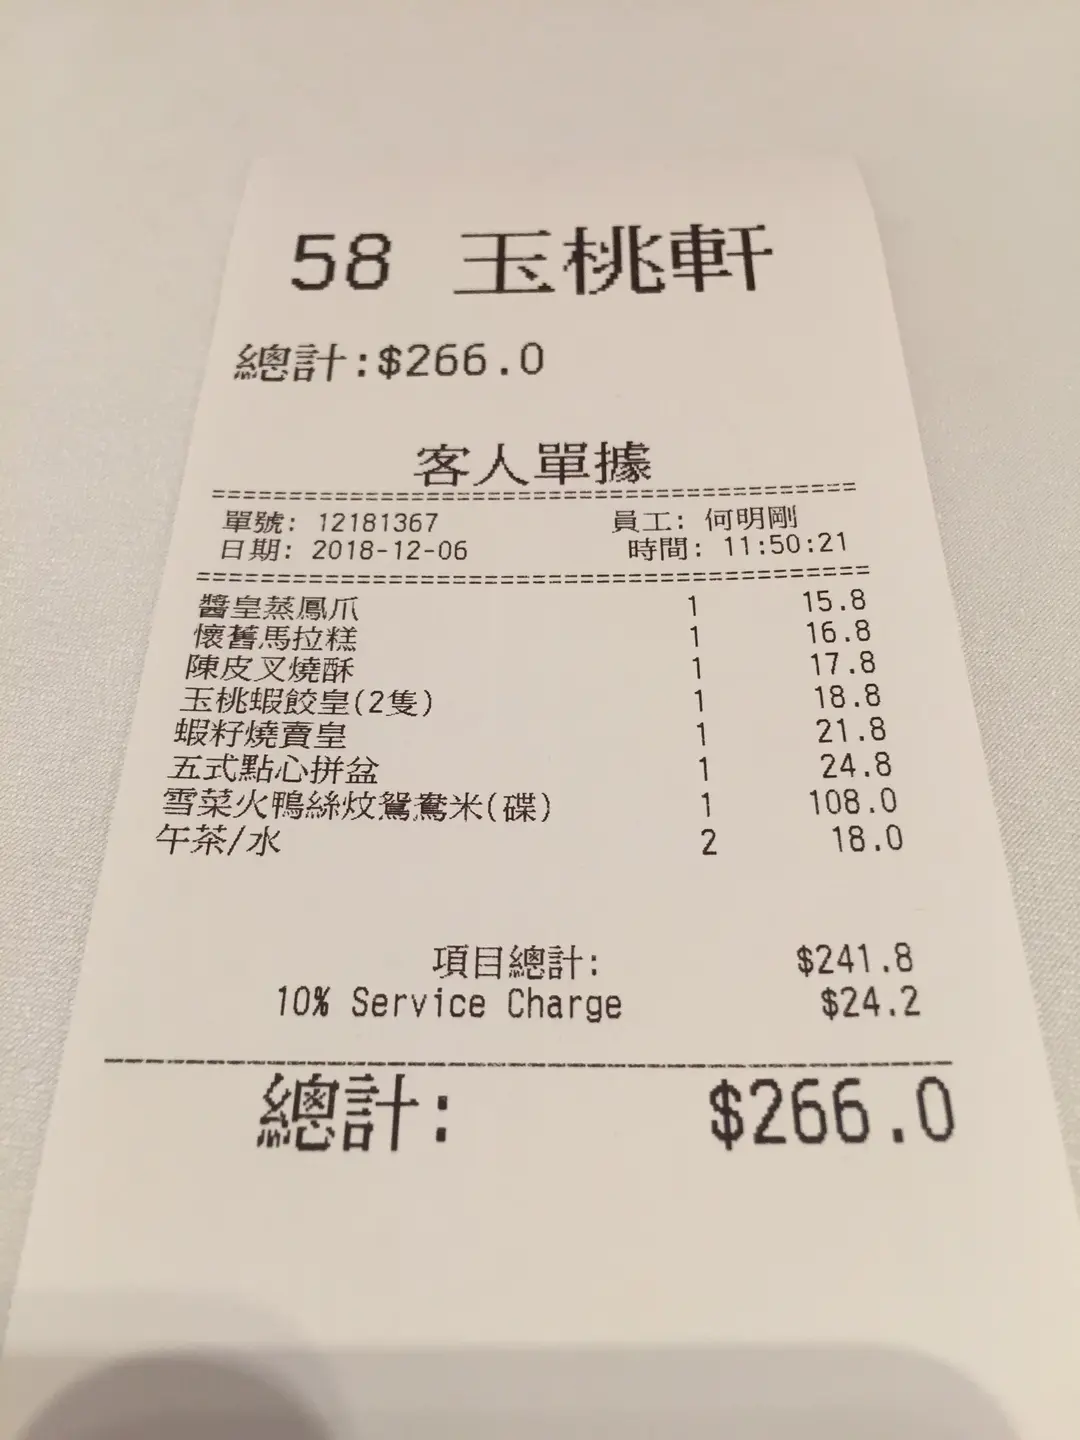 58 玉桃軒
總計:$266.0
客人單據
========================================
單號: 12181367 員工: 何明剛
日期: 2018-12-06 時間: 11:50:21
========================================
醬皇蒸鳳爪 1 15.8
懷舊馬拉糕 1 16.8
陳皮叉燒酥 1 17.8
玉桃蝦餃皇(2隻) 1 18.8
蝦籽燒賣皇 1 21.8
五式點心拼盆 1 24.8
雪菜火鴨絲炆鴛鴦米(碟) 1 108.0
午茶/水 2 18.0
項目總計: $241.8
10% Service Charge $24.2
總計: $266.0